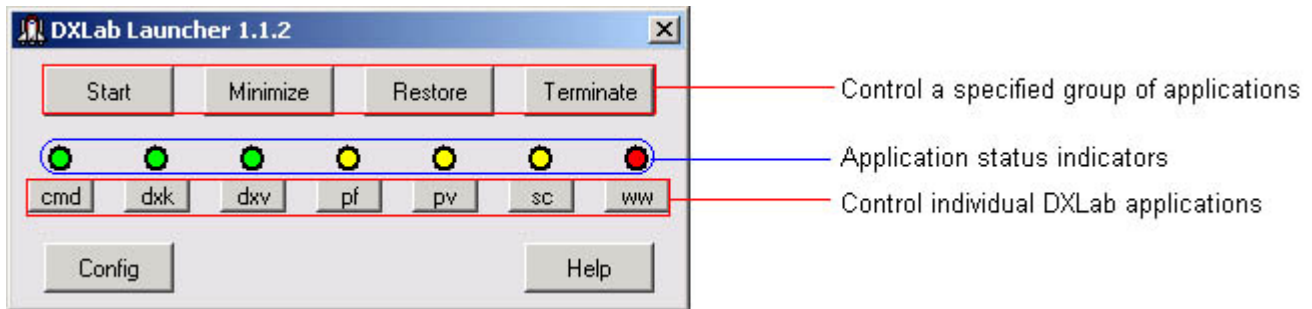 DXLab Launcher 1.1.2
Start Minimize Restore Terminate
Control a specified group of applications
Application status indicators
cmd dxk dxv pf pv sc ww
Control individual DXLab applications
Config Help